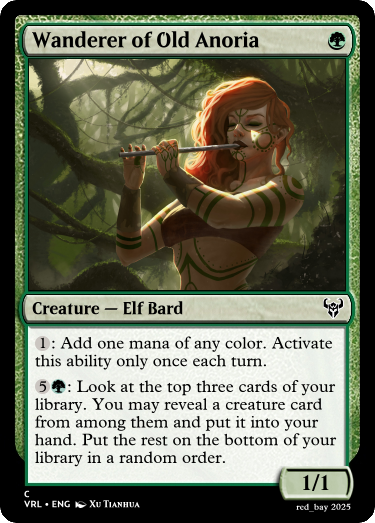 Wanderer of Old Anoria
Creature — Elf Bard
1: Add one mana of any color. Activate
this ability only once each turn.
5: Look at the top three cards of your
library. You may reveal a creature card
from among them and put it into your
hand. Put the rest on the bottom of your
library in a random order.
1/1
C
VRL • ENG Xu Tianhua
red_bay 2025